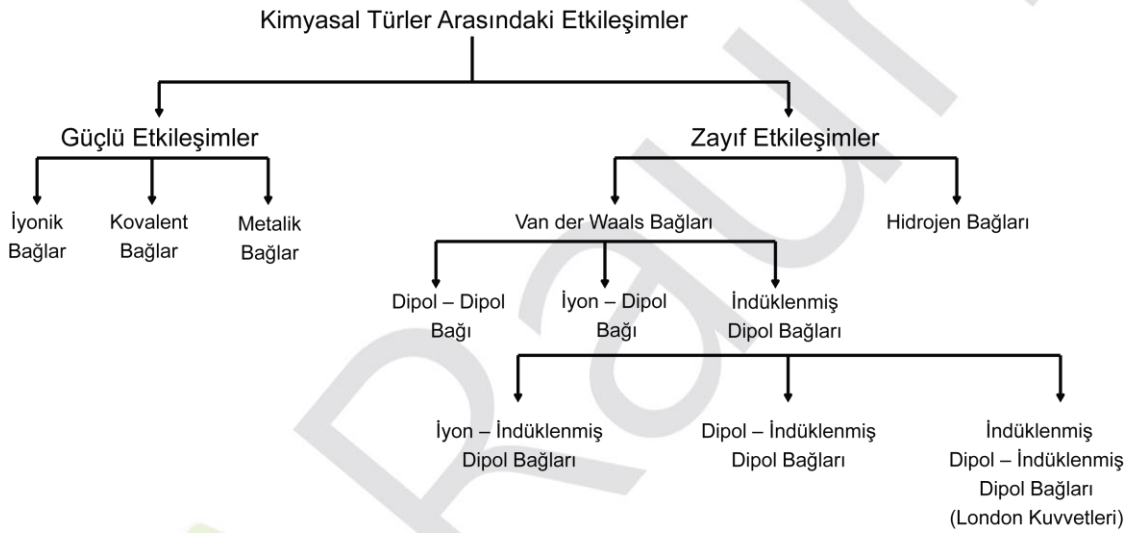 Kimyasal Türler Arasındaki Etkileşimler
Güçlü Etkileşimler
Zayıf Etkileşimler
İyonik
Bağlar
Kovalent
Bağlar
Metalik
Bağlar
Van der Waals Bağları
Hidrojen Bağları
Dipol – Dipol
Bağı
İyon – Dipol
Bağı
İndüklenmiş
Dipol Bağları
İyon – İndüklenmiş
Dipol Bağları
Dipol – İndüklenmiş
Dipol Bağları
İndüklenmiş
Dipol – İndüklenmiş
Dipol Bağları
(London Kuvvetleri)